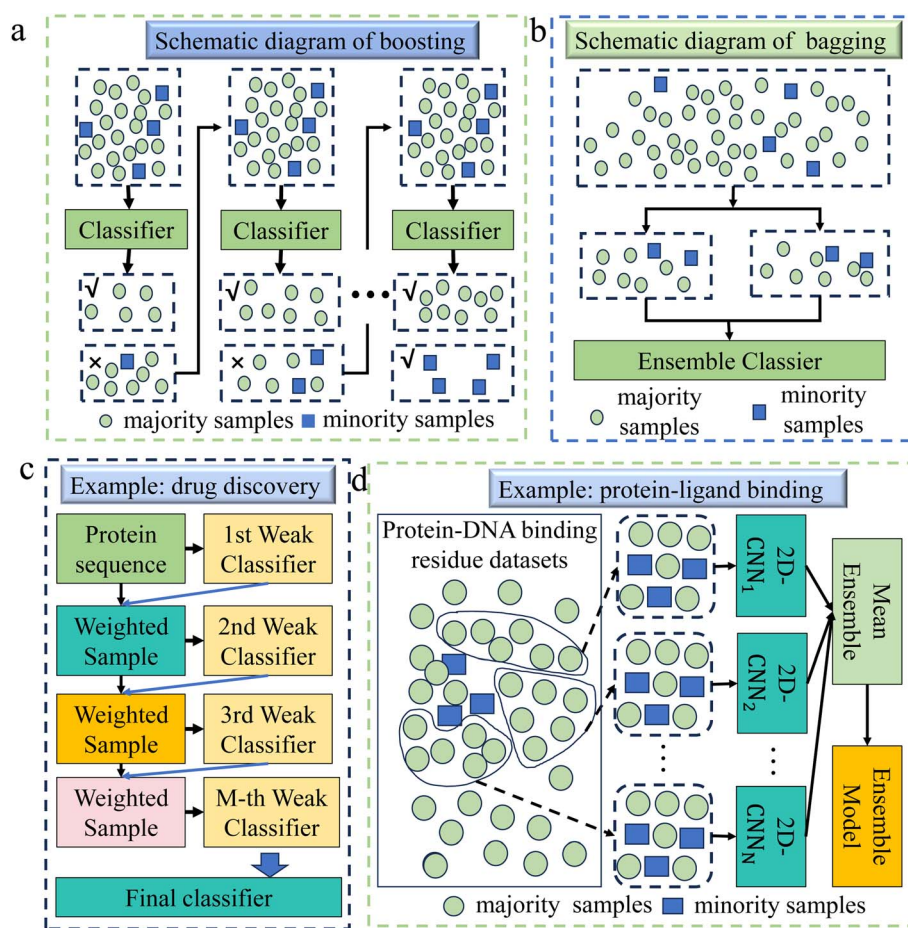 a
Schematic diagram of boosting
Classifier
Classifier
Classifier
√
√
• • •
√
×
×
√
majority samples
minority samples
b
Schematic diagram of bagging
Ensemble Classier
majority
samples
minority
samples
c
Example: drug discovery
Protein
sequence
1st Weak
Classifier
Weighted
Sample
2nd Weak
Classifier
Weighted
Sample
3rd Weak
Classifier
Weighted
Sample
M-th Weak
Classifier
Final classifier
d
Example: protein-ligand binding
Protein-DNA binding
residue datasets
2D-
CNN₁
2D-
CNN₂
⋮
⋮
2D-
CNN_N
Mean
Ensemble
Ensemble
Model
majority samples
minority samples